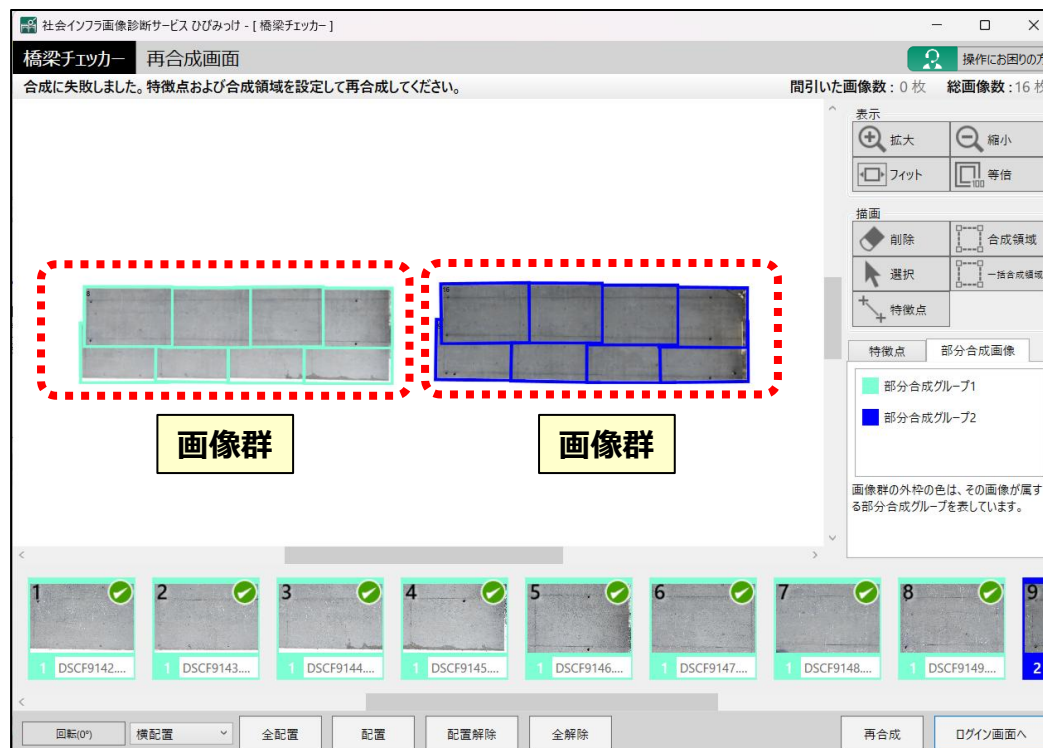 社会インフラ画像診断サービス ひびみっけ - [ 橋梁チェッカー ]
橋梁チェッカー 再合成画面
操作にお困りの方
合成に失敗しました。特徴点および合成領域を設定して再合成してください。
間引いた画像数 : 0 枚 総画像数 : 16 枚
表示
拡大 縮小
フィット 等倍
100
描画
削除 合成領域
選択 一括合成領域
特徴点
特徴点 部分合成画像
部分合成グループ1
部分合成グループ2
画像群の外枠の色は、その画像が属す
る部分合成グループを表しています。
8
16
画像群 画像群
1 2 3 4 5 6 7 8 9
1 DSCF9142.... 1 DSCF9143.... 1 DSCF9144.... 1 DSCF9145.... 1 DSCF9146.... 1 DSCF9147.... 1 DSCF9148.... 1 DSCF9149.... 2
回転(0°) 横配置 全配置 配置 配置解除 全解除 再合成 ログイン画面へ